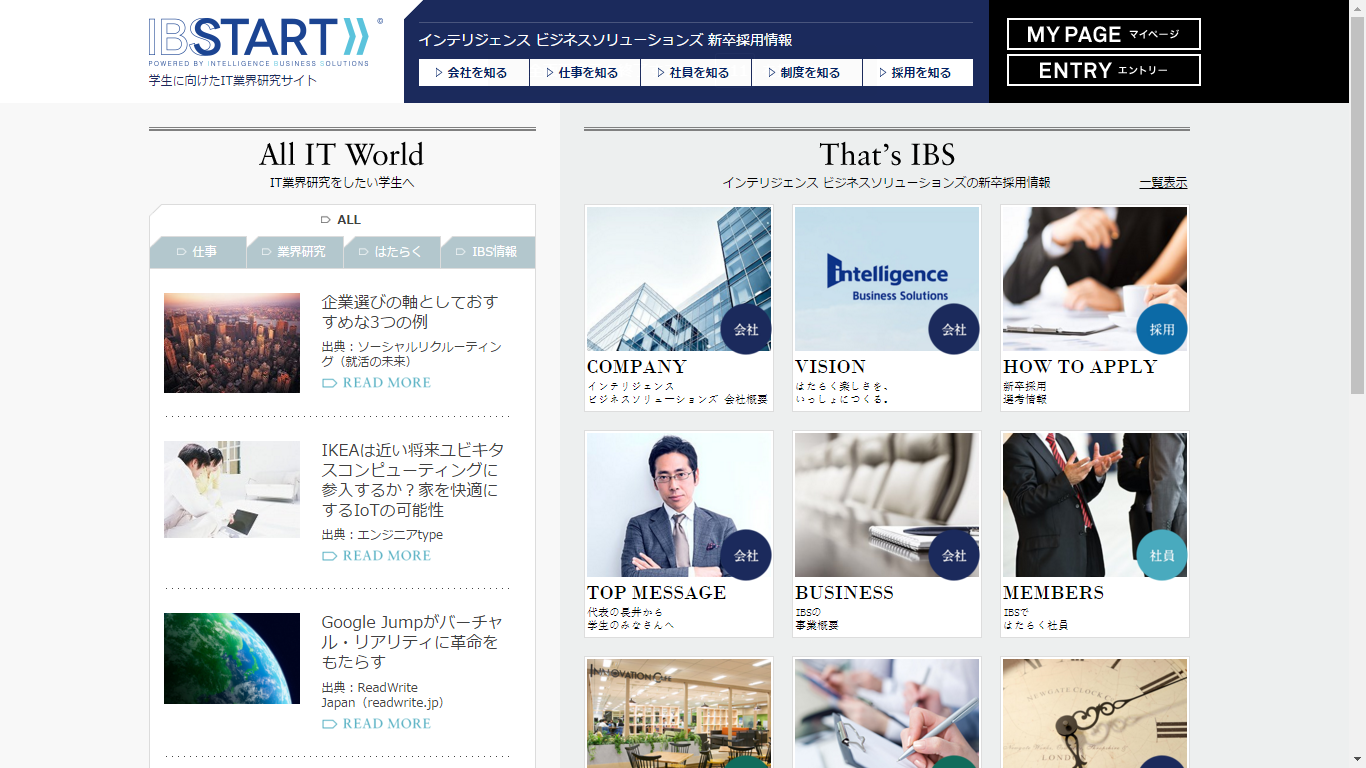 IBSSTART®
POWERED BY INTELLIGENCE BUSINESS SOLUTIONS
学生に向けたIT業界研究サイト
インテリジェンス ビジネスソリューションズ 新卒採用情報
会社を知る
仕事を知る
社員を知る
制度を知る
採用を知る
MY PAGE マイページ
ENTRY エントリー
All IT World
IT業界研究をしたい学生へ
ALL
仕事
業界研究
はたらく
IBS情報
企業選びの軸としておす
すめな3つの例
出典：ソーシャルリクルーティン
グ（就活の未来）
READ MORE
IKEAは近い将来ユビキタ
スコンピューティングに
参入するか？家を快適に
するIoTの可能性
出典：エンジニアtype
READ MORE
Google Jumpがバーチャ
ル・リアリティに革命を
もたらす
出典：ReadWrite
Japan（readwrite.jp）
READ MORE
That's IBS
インテリジェンス ビジネスソリューションズの新卒採用情報
一覧表示
会社
COMPANY
インテリジェンス
ビジネスソリューションズ 会社概要
intelligence
Business Solutions
会社
VISION
はたらく楽しさを、
いっしょにつくる。
採用
HOW TO APPLY
新卒採用
選考情報
会社
TOP MESSAGE
代表の長井から
学生のみなさんへ
会社
BUSINESS
IBSの
事業概要
社員
MEMBERS
IBSで
はたらく社員
INNOVATION CAFE
NEWGATE CLOCK CO
LONDON